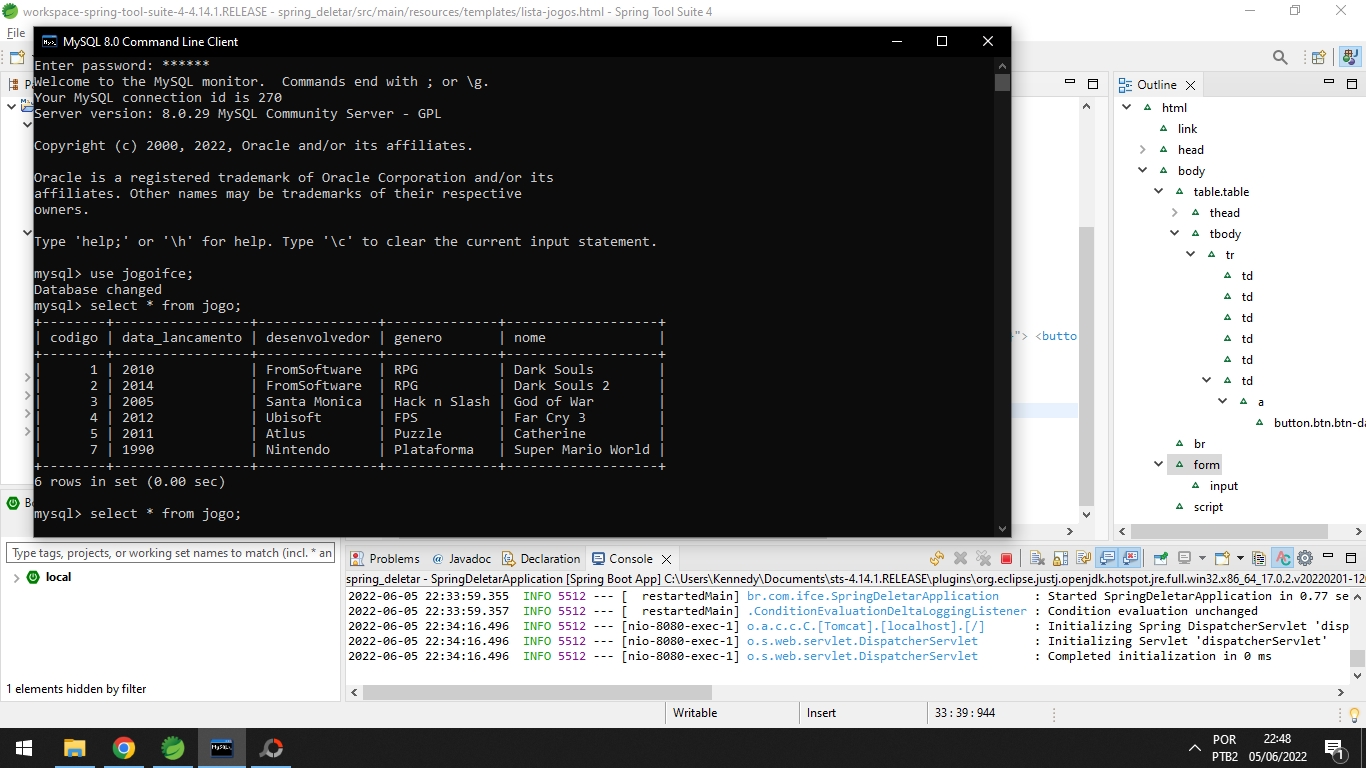 workspace-spring-tool-suite-4-4.14.1.RELEASE - spring_deletar/src/main/resources/templates/lista-jogos.html - Spring Tool Suite 4
File
MySQL 8.0 Command Line Client
Enter password: ******
Welcome to the MySQL monitor.  Commands end with ; or \g.
Your MySQL connection id is 270
Server version: 8.0.29 MySQL Community Server - GPL
Copyright (c) 2000, 2022, Oracle and/or its affiliates.
Oracle is a registered trademark of Oracle Corporation and/or its
affiliates. Other names may be trademarks of their respective
owners.
Type 'help;' or '\h' for help. Type '\c' to clear the current input statement.
mysql> use jogoifce;
Database changed
mysql> select * from jogo;
+--------+-----------------+---------------+--------------+-------------------+
| codigo | data_lancamento | desenvolvedor | genero       | nome              |
+--------+-----------------+---------------+--------------+-------------------+
|      1 | 2010            | FromSoftware  | RPG          | Dark Souls        |
|      2 | 2014            | FromSoftware  | RPG          | Dark Souls 2      |
|      3 | 2005            | Santa Monica  | Hack n Slash | God of War        |
|      4 | 2012            | Ubisoft       | FPS          | Far Cry 3         |
|      5 | 2011            | Atlus         | Puzzle       | Catherine         |
|      7 | 1990            | Nintendo      | Plataforma   | Super Mario World |
+--------+-----------------+---------------+--------------+-------------------+
6 rows in set (0.00 sec)
mysql> select * from jogo;
"> <butto
Outline
html
link
head
body
table.table
thead
tbody
tr
td
td
td
td
td
td
a
button.btn.btn-da
br
form
input
script
Type tags, projects, or working set names to match (incl. * an
local
1 elements hidden by filter
Problems
Javadoc
Declaration
Console
spring_deletar - SpringDeletarApplication [Spring Boot App] C:\Users\Kennedy\Documents\sts-4.14.1.RELEASE\plugins\org.eclipse.justj.openjdk.hotspot.jre.full.win32.x86_64_17.0.2.v20220201-120
2022-06-05 22:33:59.355  INFO 5512 --- [  restartedMain] br.com.ifce.SpringDeletarApplication     : Started SpringDeletarApplication in 0.77 se
2022-06-05 22:33:59.357  INFO 5512 --- [  restartedMain] .ConditionEvaluationDeltaLoggingListener : Condition evaluation unchanged
2022-06-05 22:34:16.496  INFO 5512 --- [nio-8080-exec-1] o.a.c.c.C.[Tomcat].[localhost].[/]       : Initializing Spring DispatcherServlet 'disp
2022-06-05 22:34:16.496  INFO 5512 --- [nio-8080-exec-1] o.s.web.servlet.DispatcherServlet        : Initializing Servlet 'dispatcherServlet'
2022-06-05 22:34:16.496  INFO 5512 --- [nio-8080-exec-1] o.s.web.servlet.DispatcherServlet        : Completed initialization in 0 ms
Writable
Insert
33 : 39 : 944
POR
PTB2
22:48
05/06/2022
1